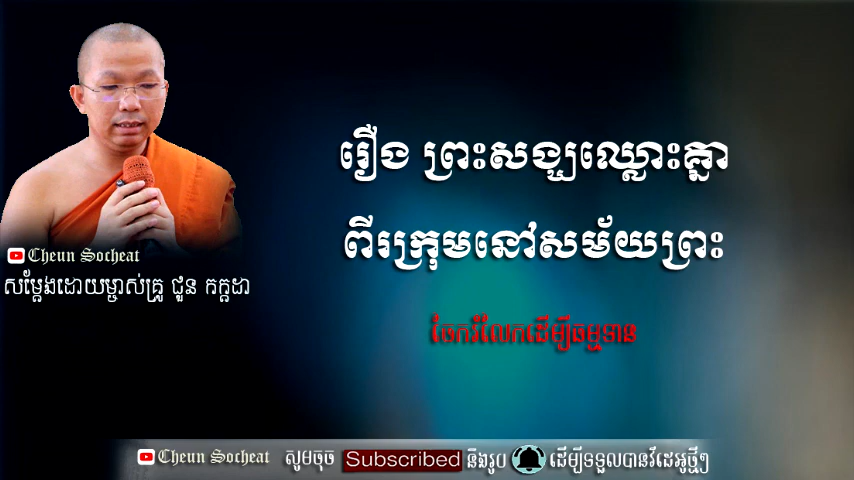 រឿង ព្រះសង្ឃឈ្លោះគ្នា
ពីរក្រុមនៅសម័យព្រះ
ចែករំលែកដើម្បីធម្មទាន
Cheun Socheat
សម្ដែងដោយម្ចាស់គ្រូ ជួន កក្កដា
Cheun Socheat សូមចុច Subscribed និងរូប ដើម្បីទទួលបានវីដេអូថ្មីៗ